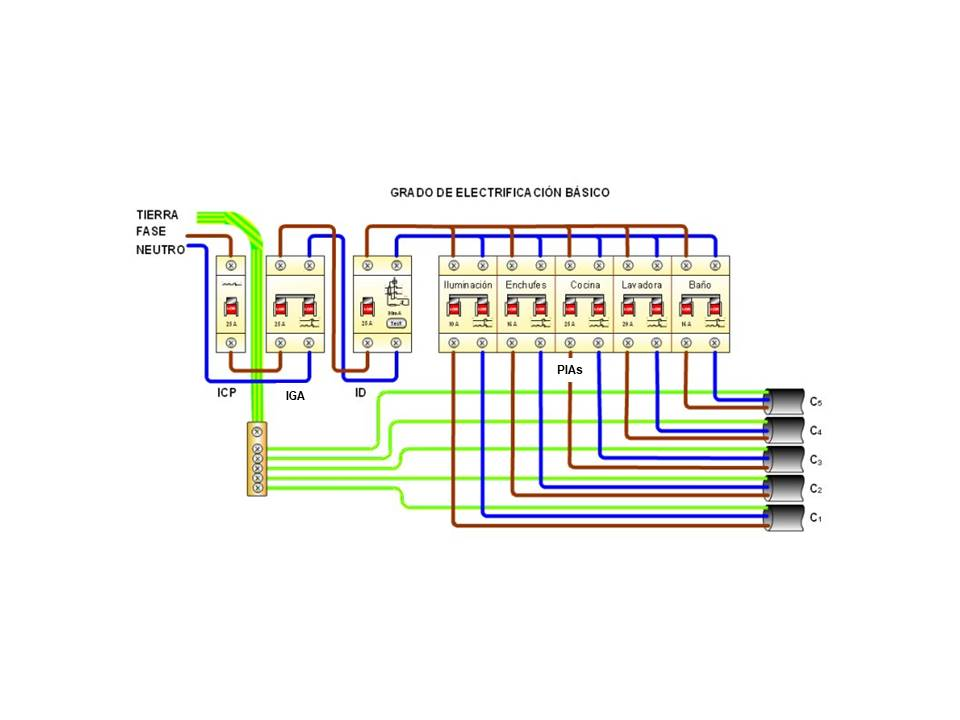 GRADO DE ELECTRIFICACIÓN BÁSICO
TIERRA
FASE
NEUTRO
Iluminación
Enchufes
Cocina
Lavadora
Baño
25 A
25 A
25 A
30mA
Test
10 A
16 A
25 A
20 A
16 A
ICP
IGA
ID
PIAs
C5
C4
C3
C2
C1